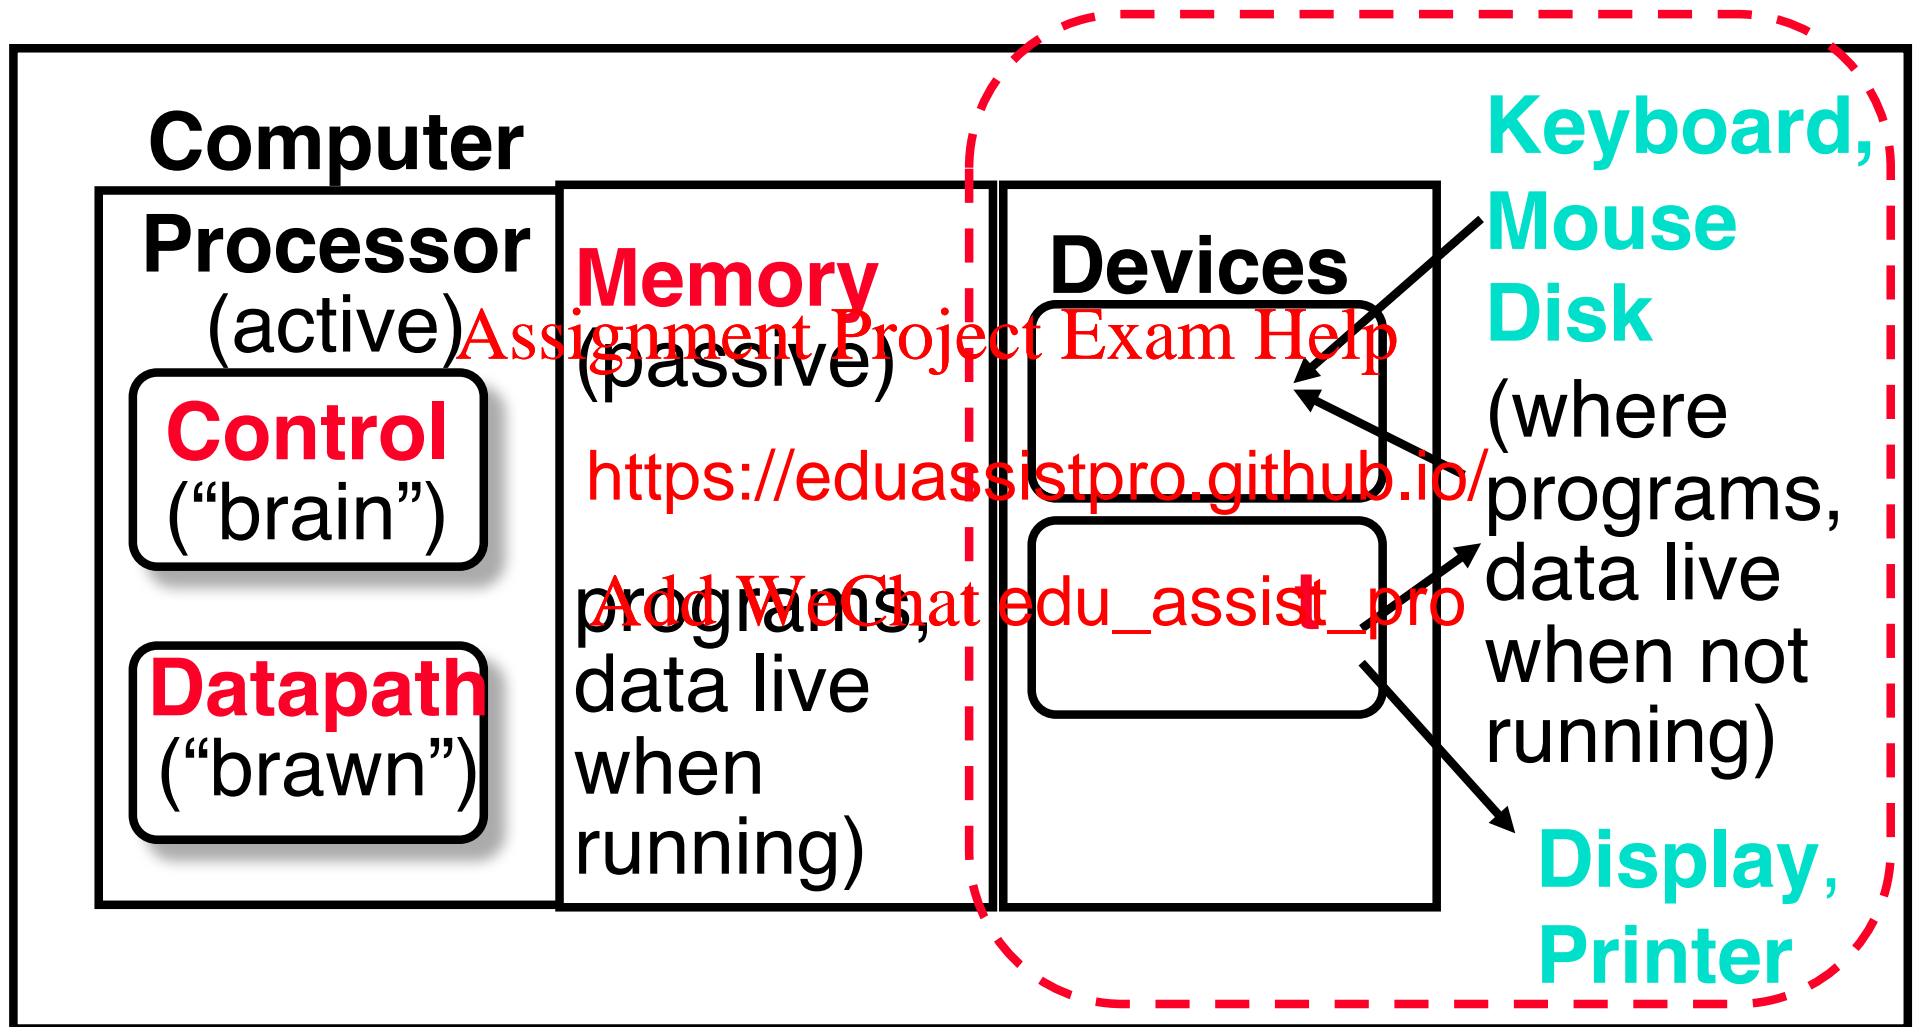 Computer
Processor
(active)
Control
(“brain”)
Datapath
(“brawn”)
Memory
(passive)
programs,
data live
when
running)
Devices
Keyboard,
Mouse
Disk
(where
programs,
data live
when not
running)
Display,
Printer
Assignment Project Exam Help
https://eduassistpro.github.io/
Add WeChat edu_assist_pro